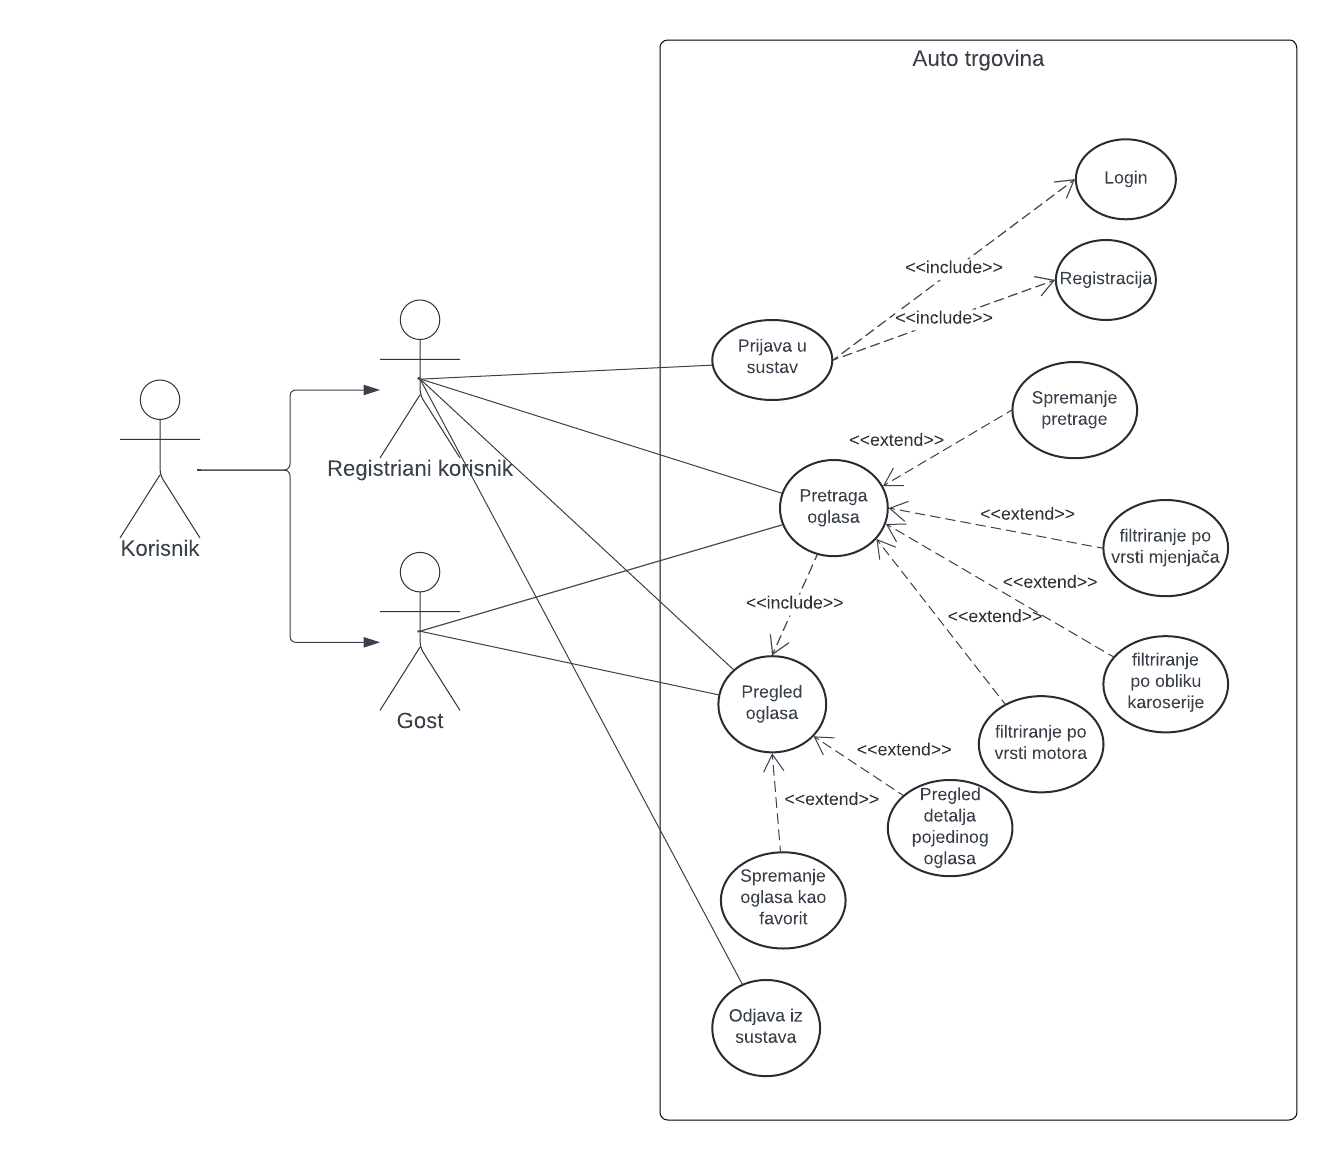 Auto trgovina
Login
<<include>>
Registracija
<<include>>
Prijava u
sustav
Spremanje
pretrage
<<extend>>
Registriani korisnik
Pretraga
oglasa
<<extend>>
filtriranje po
vrsti mjenjača
Korisnik
<<extend>>
<<include>>
<<extend>>
filtriranje
po obliku
karoserije
Gost
Pregled
oglasa
filtriranje po
vrsti motora
<<extend>>
<<extend>>
Pregled
detalja
pojedinog
oglasa
Spremanje
oglasa kao
favorit
Odjava iz
sustava